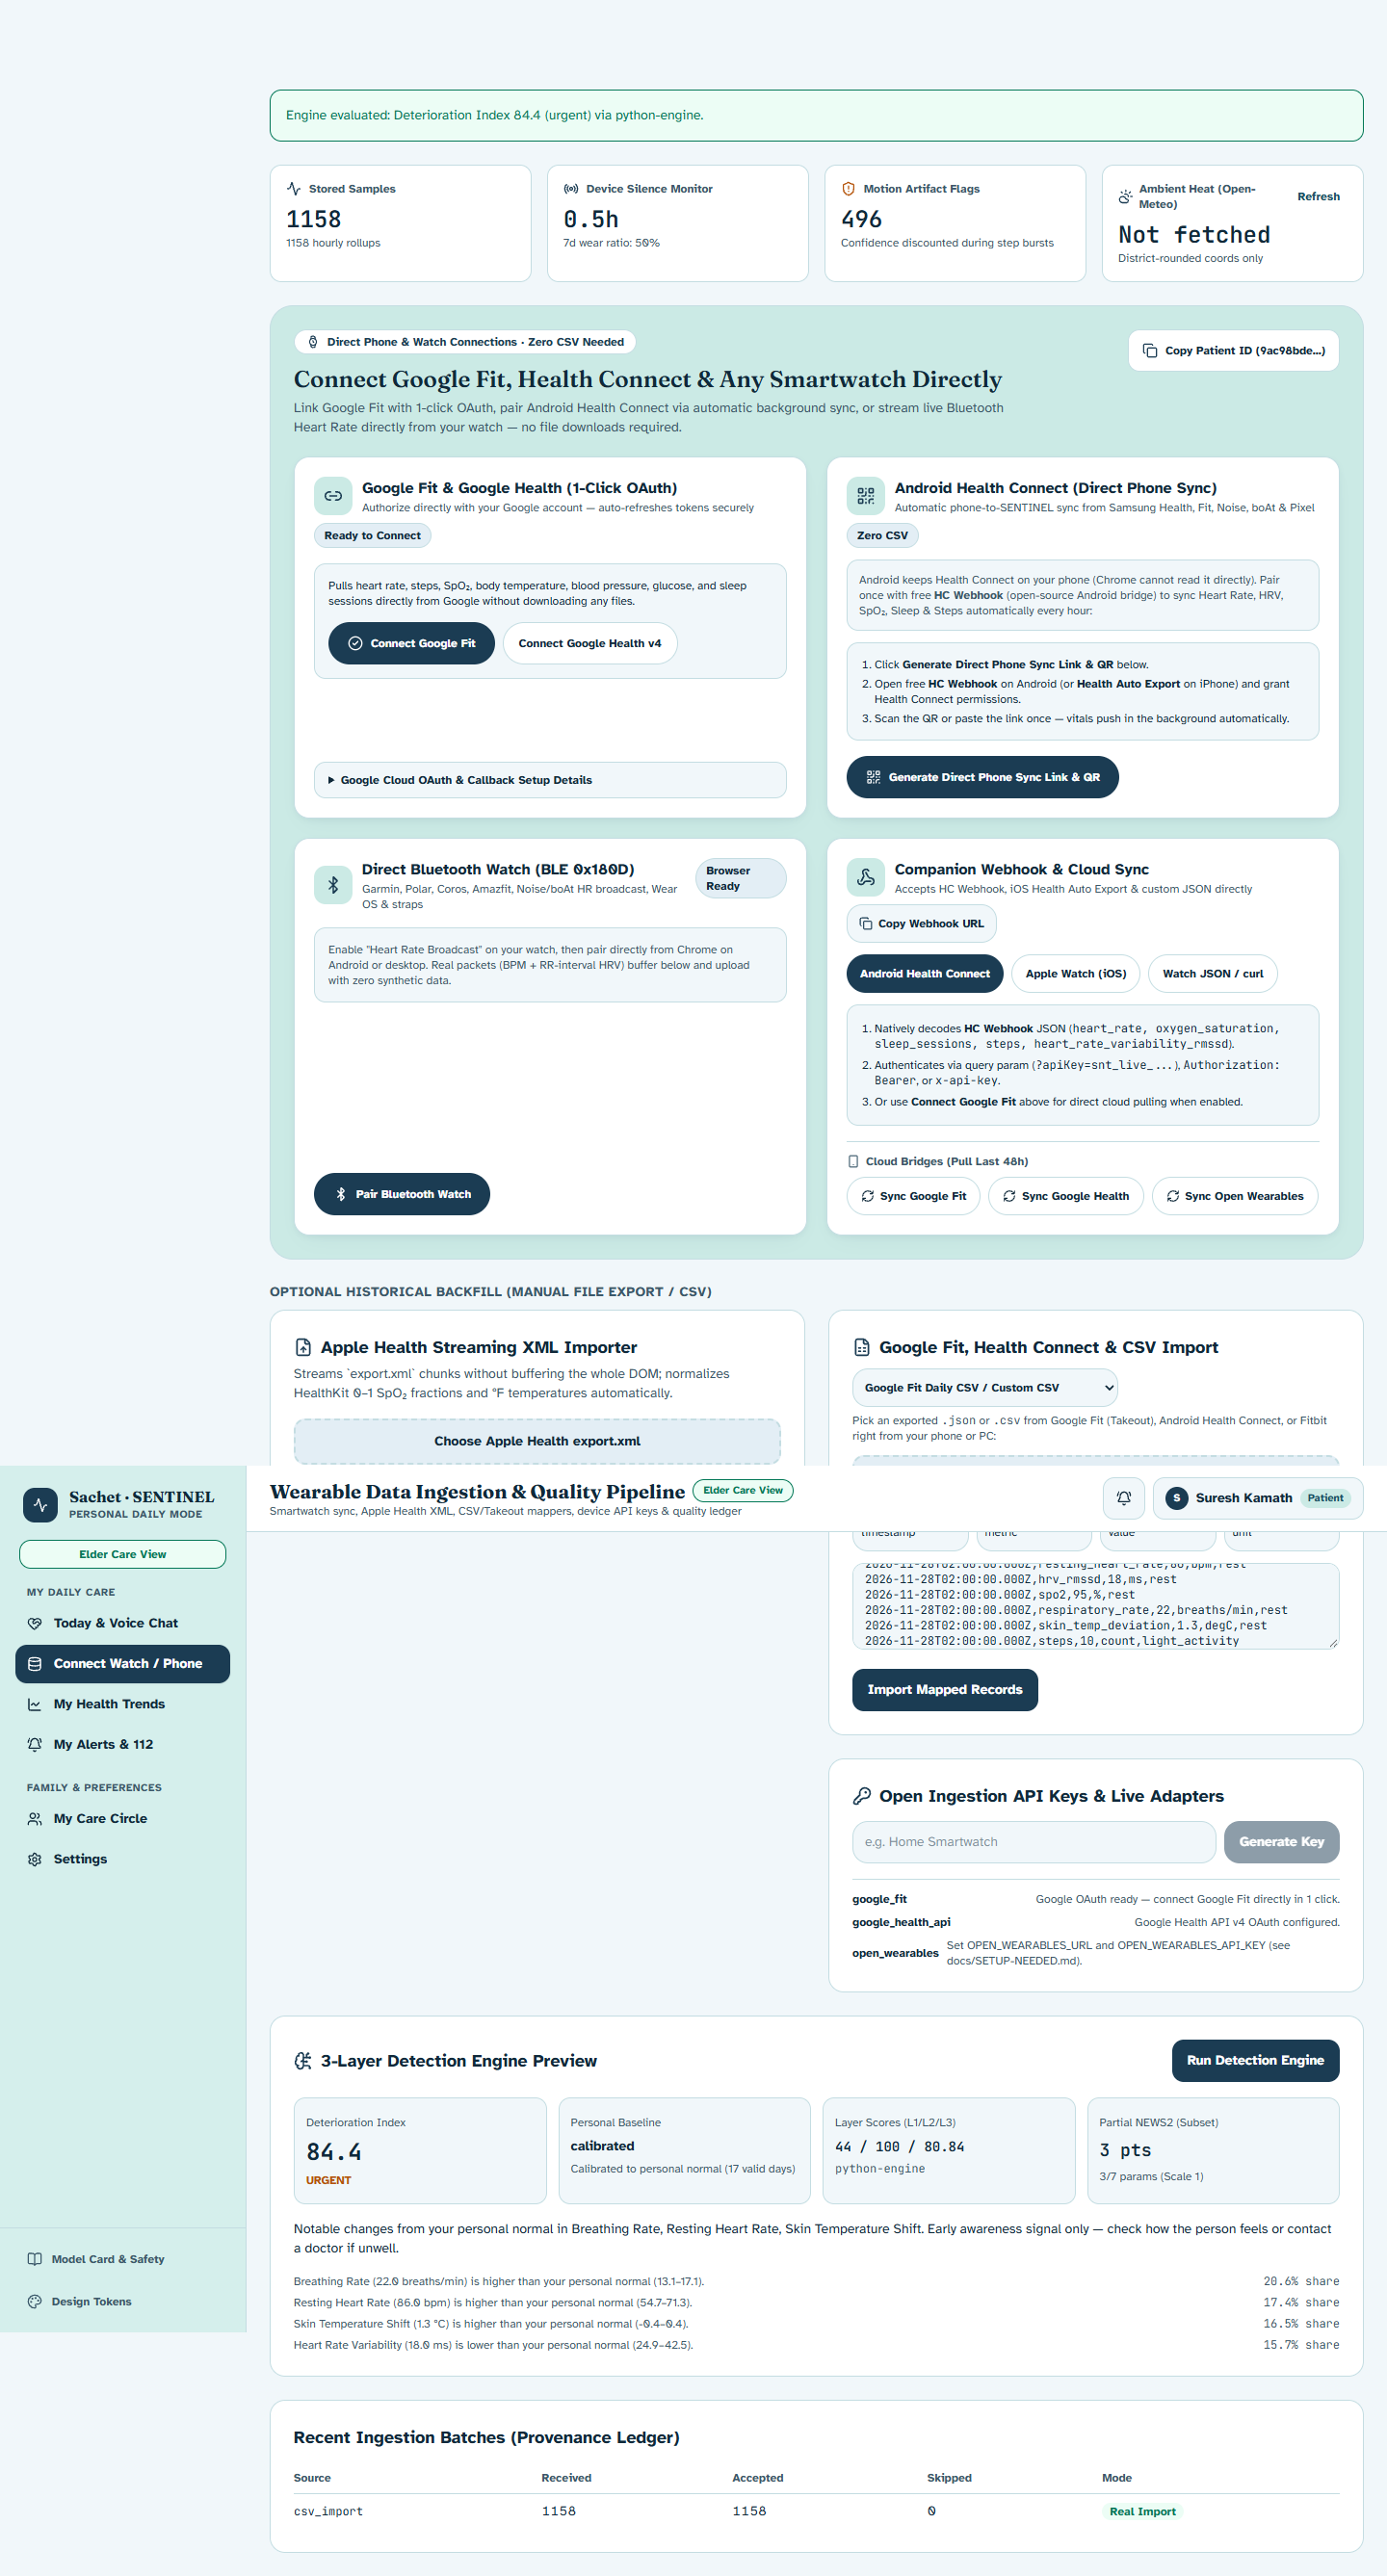 Engine evaluated: Deterioration Index 84.4 (urgent) via python-engine.
Stored Samples
1158
1158 hourly rollups
Device Silence Monitor
0.5h
7d wear ratio: 50%
Motion Artifact Flags
496
Confidence discounted during step bursts
Ambient Heat (Open-
Meteo)
Refresh
Not fetched
District-rounded coords only
Direct Phone & Watch Connections · Zero CSV Needed
Copy Patient ID (9ac98bde...)
Connect Google Fit, Health Connect & Any Smartwatch Directly
Link Google Fit with 1-click OAuth, pair Android Health Connect via automatic background sync, or stream live Bluetooth
Heart Rate directly from your watch — no file downloads required.
Google Fit & Google Health (1-Click OAuth)
Authorize directly with your Google account — auto-refreshes tokens securely
Ready to Connect
Pulls heart rate, steps, SpO₂, body temperature, blood pressure, glucose, and sleep
sessions directly from Google without downloading any files.
Connect Google Fit
Connect Google Health v4
Google Cloud OAuth & Callback Setup Details
Android Health Connect (Direct Phone Sync)
Automatic phone-to-SENTINEL sync from Samsung Health, Fit, Noise, boAt & Pixel
Zero CSV
Android keeps Health Connect on your phone (Chrome cannot read it directly). Pair
once with free HC Webhook (open-source Android bridge) to sync Heart Rate, HRV,
SpO₂, Sleep & Steps automatically every hour:
1. Click Generate Direct Phone Sync Link & QR below.
2. Open free HC Webhook on Android (or Health Auto Export on iPhone) and grant
Health Connect permissions.
3. Scan the QR or paste the link once — vitals push in the background automatically.
Generate Direct Phone Sync Link & QR
Direct Bluetooth Watch (BLE 0x180D)
Garmin, Polar, Coros, Amazfit, Noise/boAt HR broadcast, Wear
OS & straps
Browser
Ready
Enable "Heart Rate Broadcast" on your watch, then pair directly from Chrome on
Android or desktop. Real packets (BPM + RR-interval HRV) buffer below and upload
with zero synthetic data.
Pair Bluetooth Watch
Companion Webhook & Cloud Sync
Accepts HC Webhook, iOS Health Auto Export & custom JSON directly
Copy Webhook URL
Android Health Connect
Apple Watch (iOS)
Watch JSON / curl
1. Natively decodes HC Webhook JSON (heart_rate, oxygen_saturation,
sleep_sessions, steps, heart_rate_variability_rmssd).
2. Authenticates via query param (?apiKey=snt_live_...), Authorization:
Bearer, or x-api-key.
3. Or use Connect Google Fit above for direct cloud pulling when enabled.
Cloud Bridges (Pull Last 48h)
Sync Google Fit
Sync Google Health
Sync Open Wearables
OPTIONAL HISTORICAL BACKFILL (MANUAL FILE EXPORT / CSV)
Apple Health Streaming XML Importer
Streams `export.xml` chunks without buffering the whole DOM; normalizes
HealthKit 0–1 SpO₂ fractions and °F temperatures automatically.
Choose Apple Health export.xml
Google Fit, Health Connect & CSV Import
Google Fit Daily CSV / Custom CSV
Pick an exported .json or .csv from Google Fit (Takeout), Android Health Connect, or Fitbit
right from your phone or PC:
Sachet · SENTINEL
PERSONAL DAILY MODE
Elder Care View
MY DAILY CARE
Today & Voice Chat
Connect Watch / Phone
My Health Trends
My Alerts & 112
FAMILY & PREFERENCES
My Care Circle
Settings
Model Card & Safety
Design Tokens
Wearable Data Ingestion & Quality Pipeline
Elder Care View
Smartwatch sync, Apple Health XML, CSV/Takeout mappers, device API keys & quality ledger
S
Suresh Kamath
Patient
timestamp
metric
value
unit
2026-11-28T02:00:00.000Z,resting_heart_rate,86,bpm,rest
2026-11-28T02:00:00.000Z,hrv_rmssd,18,ms,rest
2026-11-28T02:00:00.000Z,spo2,95,%,rest
2026-11-28T02:00:00.000Z,respiratory_rate,22,breaths/min,rest
2026-11-28T02:00:00.000Z,skin_temp_deviation,1.3,degC,rest
2026-11-28T02:00:00.000Z,steps,10,count,light_activity
Import Mapped Records
Open Ingestion API Keys & Live Adapters
e.g. Home Smartwatch
Generate Key
google_fit
Google OAuth ready — connect Google Fit directly in 1 click.
google_health_api
Google Health API v4 OAuth configured.
open_wearables
Set OPEN_WEARABLES_URL and OPEN_WEARABLES_API_KEY (see
docs/SETUP-NEEDED.md).
3-Layer Detection Engine Preview
Run Detection Engine
Deterioration Index
84.4
URGENT
Personal Baseline
calibrated
Calibrated to personal normal (17 valid days)
Layer Scores (L1/L2/L3)
44 / 100 / 80.84
python-engine
Partial NEWS2 (Subset)
3 pts
3/7 params (Scale 1)
Notable changes from your personal normal in Breathing Rate, Resting Heart Rate, Skin Temperature Shift. Early awareness signal only — check how the person feels or contact
a doctor if unwell.
Breathing Rate (22.0 breaths/min) is higher than your personal normal (13.1–17.1).
20.6% share
Resting Heart Rate (86.0 bpm) is higher than your personal normal (54.7–71.3).
17.4% share
Skin Temperature Shift (1.3 °C) is higher than your personal normal (-0.4–0.4).
16.5% share
Heart Rate Variability (18.0 ms) is lower than your personal normal (24.9–42.5).
15.7% share
Recent Ingestion Batches (Provenance Ledger)
Source
Received
Accepted
Skipped
Mode
csv_import
1158
1158
0
Real Import